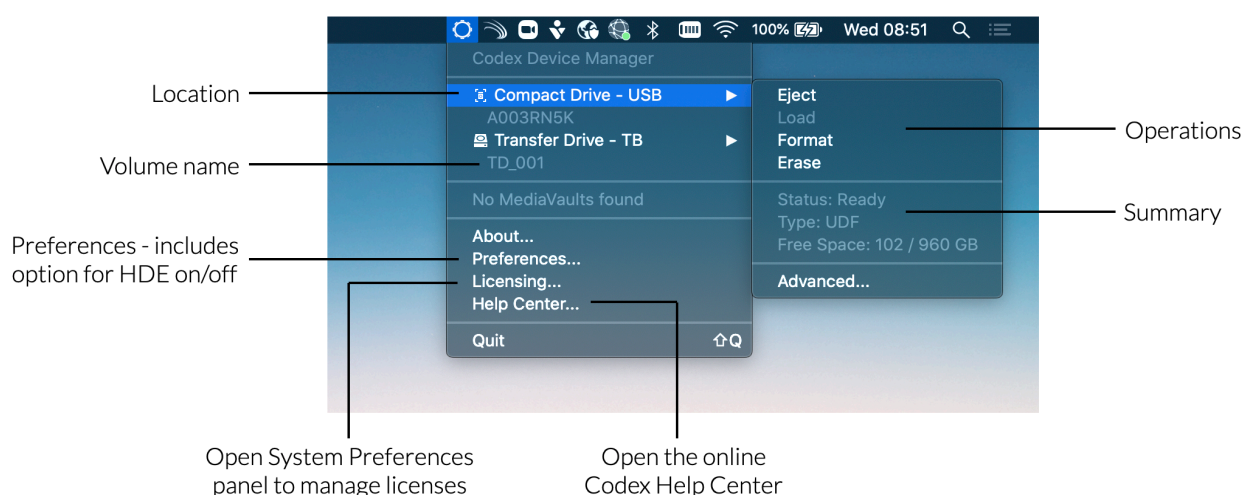 100% Wed 08:51
Codex Device Manager
Location
Compact Drive - USB
Eject
A003RN5K
Load
Operations
Transfer Drive - TB
Format
Volume name
TD_001
Erase
No MediaVaults found
Status: Ready
Summary
Type: UDF
Free Space: 102 / 960 GB
Preferences - includes
option for HDE on/off
About...
Preferences...
Licensing...
Advanced...
Help Center...
Quit ⇧Q
Open System Preferences
panel to manage licenses
Open the online
Codex Help Center